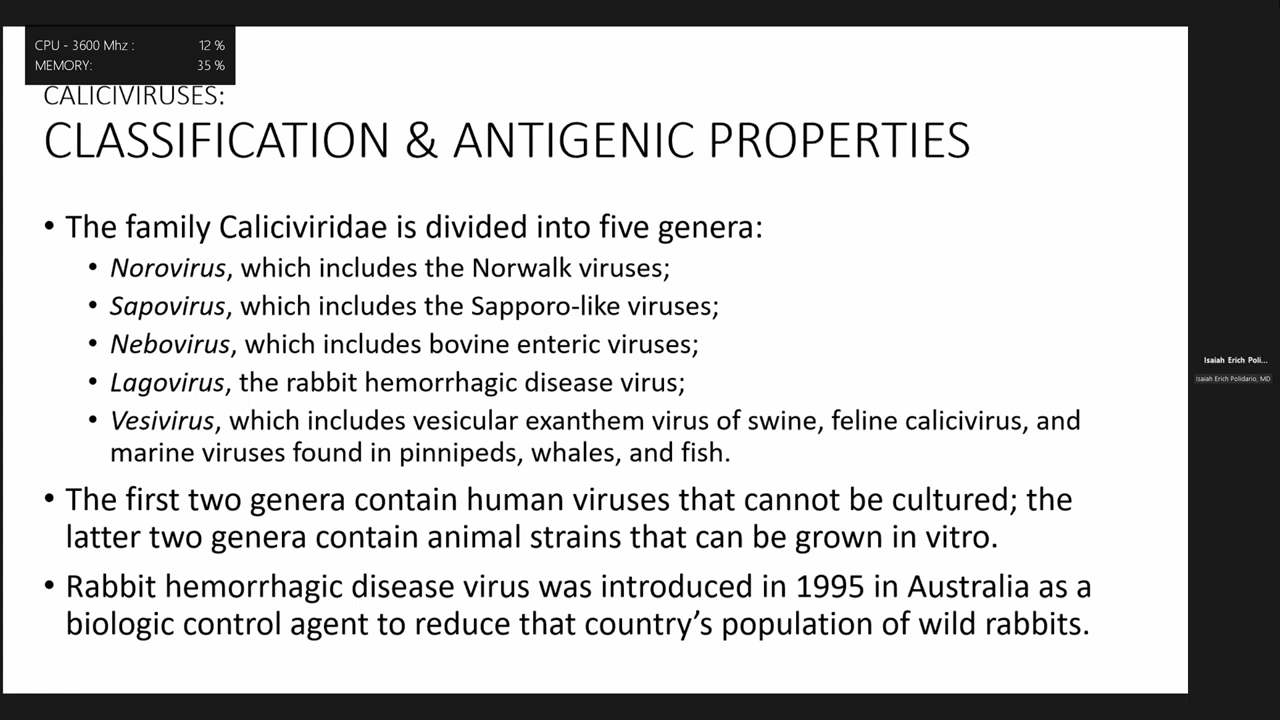 CPU - 3600 Mhz : 12 %
MEMORY: 35 %
CALICIVIRUSES:
CLASSIFICATION & ANTIGENIC PROPERTIES
• The family Caliciviridae is divided into five genera:
• Norovirus, which includes the Norwalk viruses;
• Sapovirus, which includes the Sapporo-like viruses;
• Nebovirus, which includes bovine enteric viruses;
• Lagovirus, the rabbit hemorrhagic disease virus;
• Vesivirus, which includes vesicular exanthem virus of swine, feline calicivirus, and
marine viruses found in pinnipeds, whales, and fish.
• The first two genera contain human viruses that cannot be cultured; the
latter two genera contain animal strains that can be grown in vitro.
• Rabbit hemorrhagic disease virus was introduced in 1995 in Australia as a
biologic control agent to reduce that country’s population of wild rabbits.
Isaiah Erich Poli...
Isaiah Erich Polidario, MD